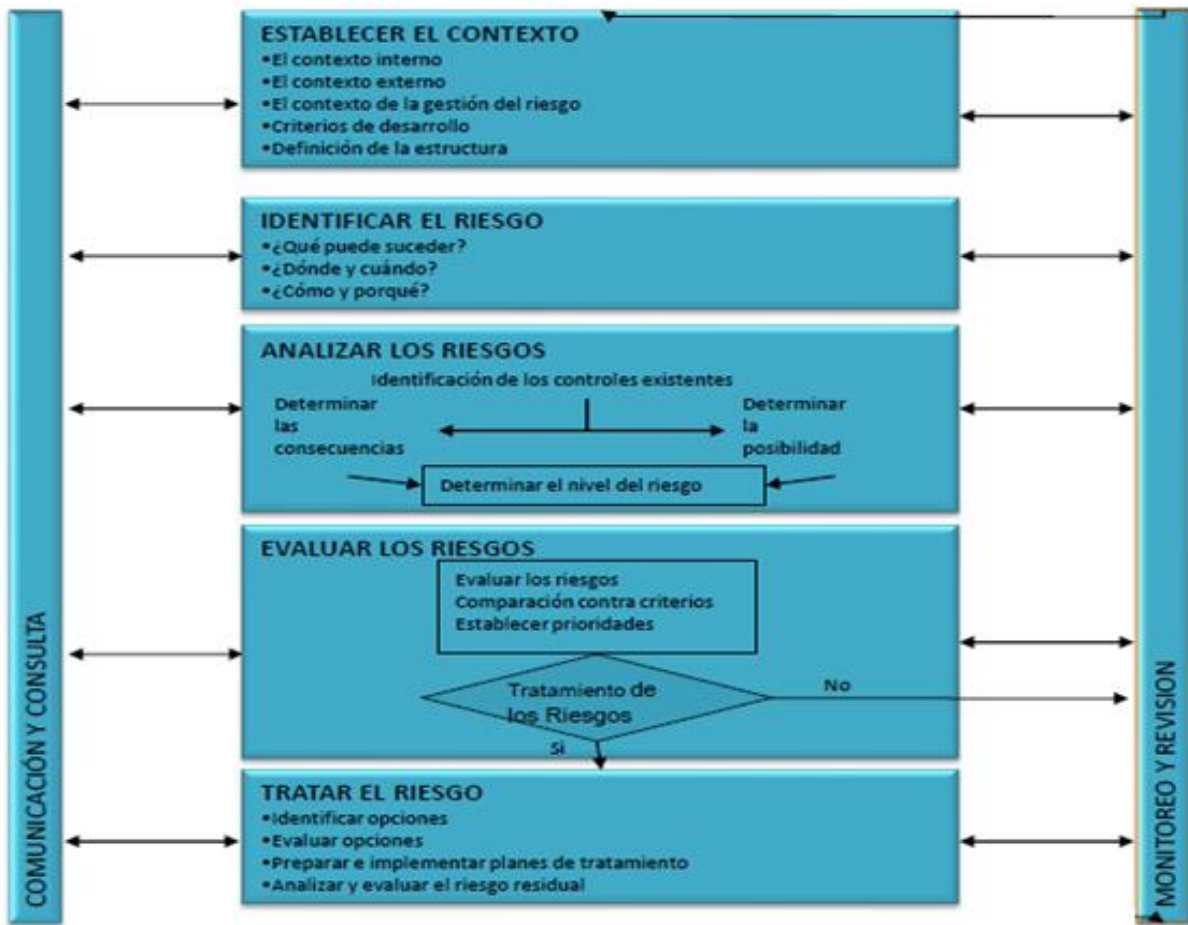 ESTABLECER EL CONTEXTO
•El contexto interno
•El contexto externo
•El contexto de la gestión del riesgo
•Criterios de desarrollo
•Definición de la estructura
IDENTIFICAR EL RIESGO
•¿Qué puede suceder?
•¿Dónde y cuándo?
•¿Cómo y porqué?
ANALIZAR LOS RIESGOS
Identificación de los controles existentes
Determinar
las
consecuencias
Determinar
la
posibilidad
Determinar el nivel del riesgo
EVALUAR LOS RIESGOS
Evaluar los riesgos
Comparación contra criterios
Establecer prioridades
Tratamiento de
los Riesgos
No
Si
TRATAR EL RIESGO
•Identificar opciones
•Evaluar opciones
•Preparar e implementar planes de tratamiento
•Analizar y evaluar el riesgo residual
COMUNICACIÓN Y CONSULTA
MONITOREO Y REVISION